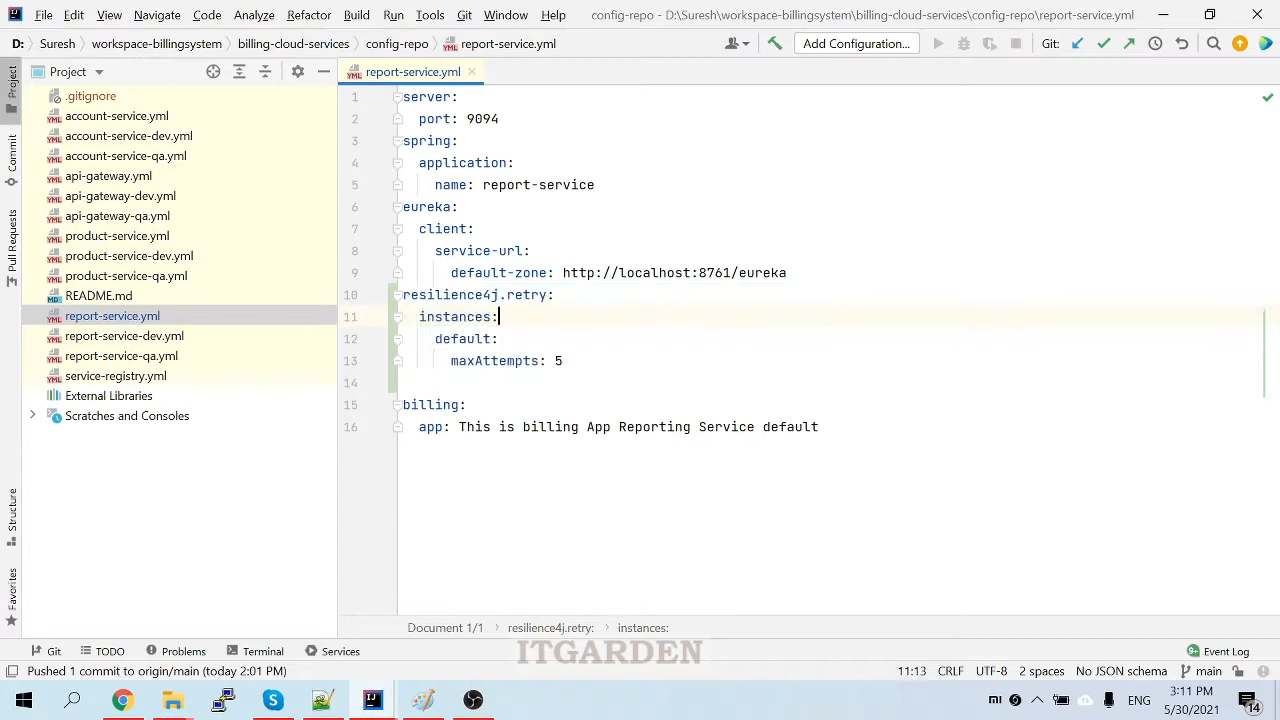 File Edit View Navigate Code Analyze Refactor Build Run Tools Git Window Help config-repo - D:\Suresh\workspace-billingsystem\billing-cloud-services\config-repo\report-service.yml
D: Suresh workspace-billingsystem billing-cloud-services config-repo report-service.yml Add Configuration... Git:
Project
report-service.yml
.gitignore
account-service.yml
account-service-dev.yml
account-service-qa.yml
api-gateway.yml
api-gateway-dev.yml
api-gateway-qa.yml
product-service.yml
product-service-dev.yml
product-service-qa.yml
README.md
report-service.yml
report-service-dev.yml
report-service-qa.yml
service-registry.yml
External Libraries
Scratches and Consoles
1 server:
2 port: 9094
3 spring:
4 application:
5 name: report-service
6 eureka:
7 client:
8 service-url:
9 default-zone: http://localhost:8761/eureka
10 resilience4j.retry:
11 instances:
12 default:
13 maxAttempts: 5
14
15 billing:
16 app: This is billing App Reporting Service default
Project
Commit
Pull Requests
Structure
Favorites
Document 1/1 resilience4j.retry: instances:
Git TODO Problems Terminal Services Event Log
ITGARDEN
Pushed 1 commit to origin/main (today 2:01 PM) 11:13 CRLF UTF-8 2 spaces No JSON schema main
ENG 3:11 PM
5/30/2021 14